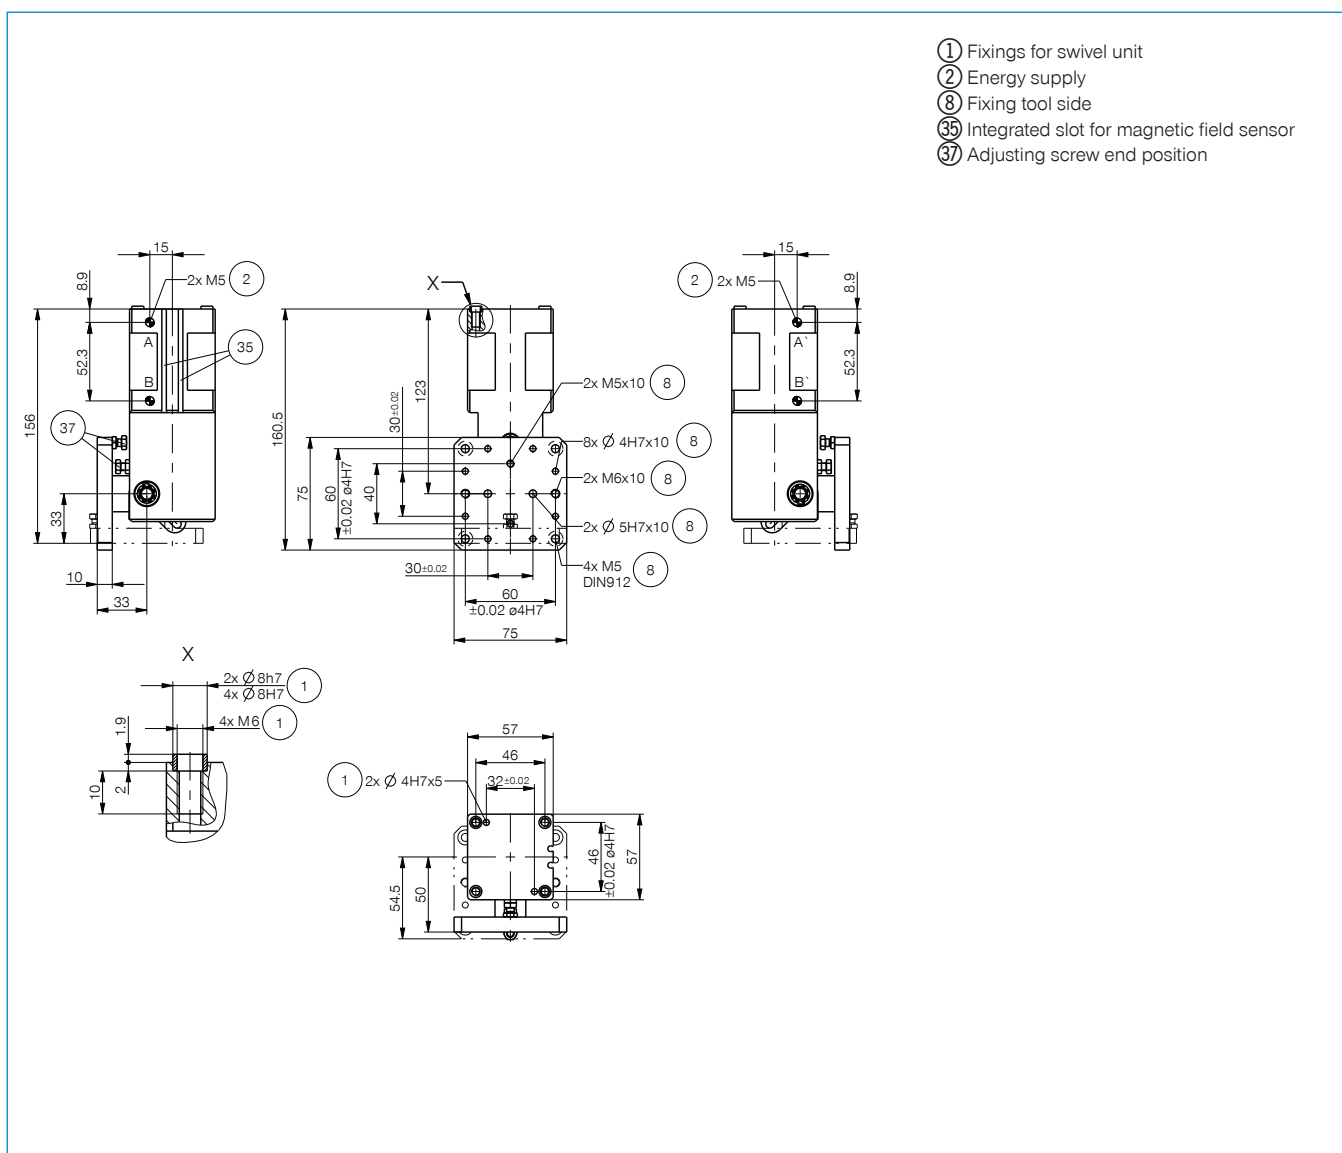 1 Fixings for swivel unit
2 Energy supply
8 Fixing tool side
35 Integrated slot for magnetic field sensor
37 Adjusting screw end position
15
8.9
2x M5 2
A
B
52.3
35
156
37
33
10
33
X
123
160.5
30±0.02
75
60
±0.02 ø4H7
40
2x M5x10 8
8x Ø 4H7x10 8
2x M6x10 8
2x Ø 5H7x10 8
4x M5 8
DIN912
30±0.02
60
±0.02 ø4H7
75
15
2 2x M5
8.9
A`
B`
52.3
X
2x Ø 8h7 1
4x Ø 8H7
4x M6 1
1.9
2
10
57
46
32±0.02
1 2x Ø 4H7x5
46
±0.02 ø4H7
57
50
54.5